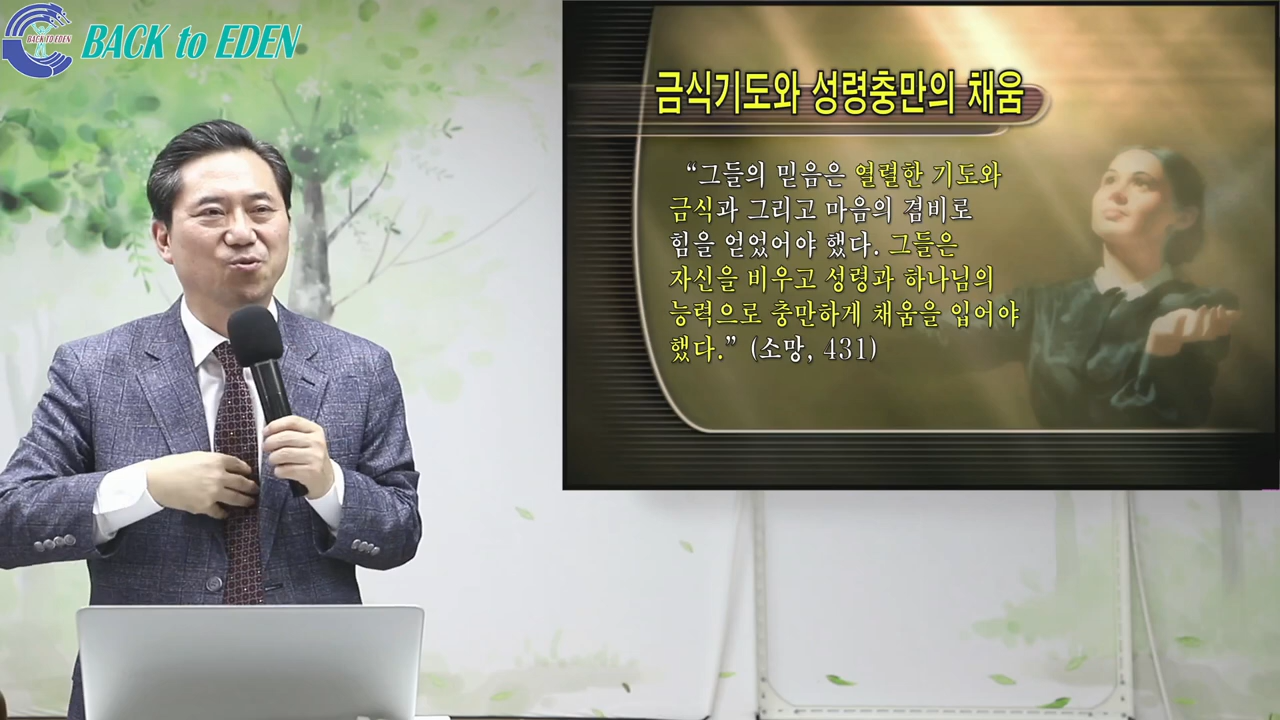 BACK TO EDEN
BACK to EDEN
금식기도와 성령충만의 채움
“그들의 믿음은 열렬한 기도와
금식과 그리고 마음의 겸비로
힘을 얻었어야 했다. 그들은
자신을 비우고 성령과 하나님의
능력으로 충만하게 채움을 입어야
했다.” (소망, 431)